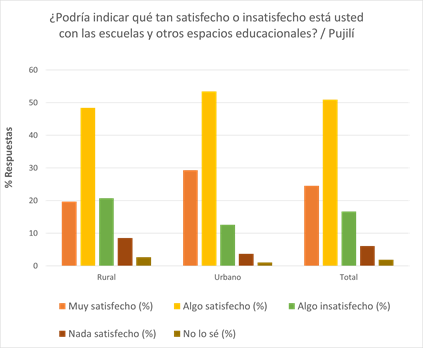 ¿Podría indicar qué tan satisfecho o insatisfecho está usted
con las escuelas y otros espacios educacionales? / Pujilí
% Respuestas
60
50
40
30
20
10
0
Rural Urbano Total
Muy satisfecho (%) Algo satisfecho (%) Algo insatisfecho (%)
Nada satisfecho (%) No lo sé (%)